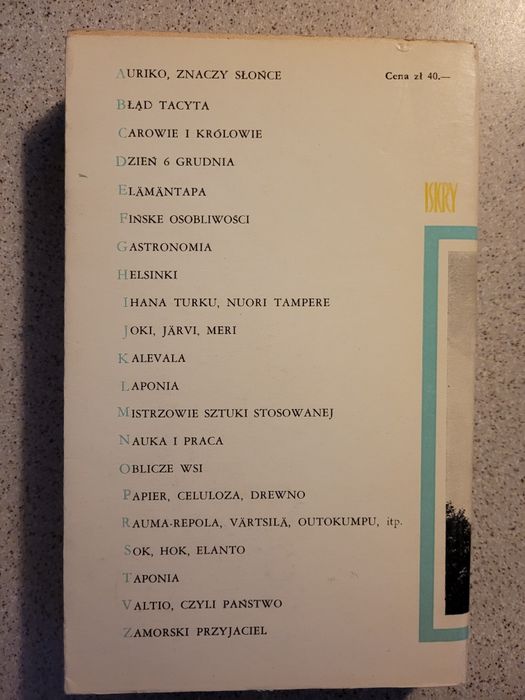 AURIKO, ZNACZY SŁOŃCE
Cena zł 40.—
BŁĄD TACYTA
CAROWIE I KRÓLOWIE
DZIEŃ 6 GRUDNIA
ELÄMÄNTAPA
FIŃSKE OSOBLIWOŚCI
GASTRONOMIA
HELSINKI
IHANA TURKU, NUORI TAMPERE
JOKI, JÄRVI, MERI
KALEVALA
LAPONIA
MISTRZOWIE SZTUKI STOSOWANEJ
NAUKA I PRACA
OBLICZE WSI
PAPIER, CELULOZA, DREWNO
RAUMA-REPOLA, VÄRTSILÄ, OUTOKUMPU, itp.
SOK, HOK, ELANTO
TAPONIA
VALTIO, CZYLI PAŃSTWO
ZAMORSKI PRZYJACIEL
ISKRY